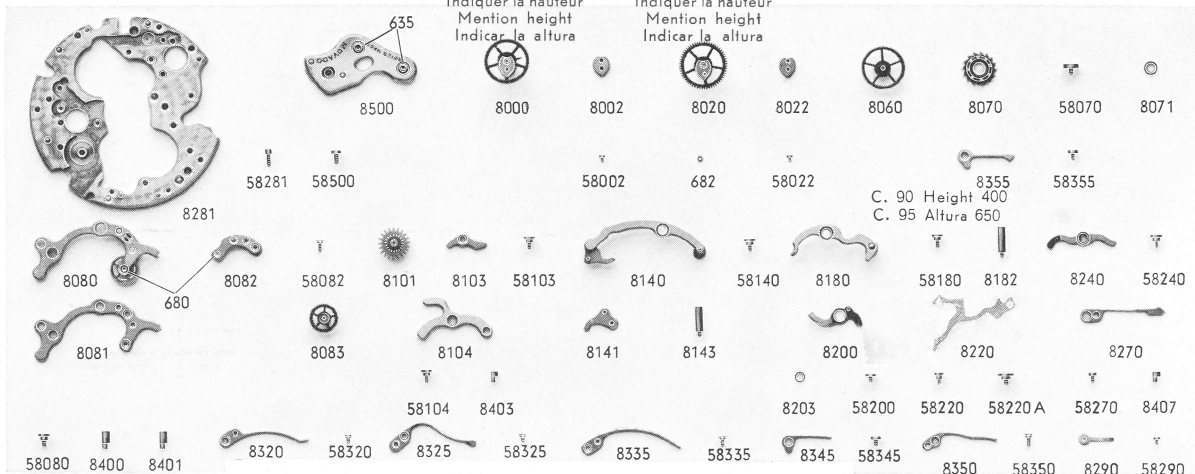 Indiquer la hauteur Indiquer la hauteur
Mention height Mention height
Indicar la altura Indicar la altura
635
8500 8000 8002 8020 8022 8060 8070 58070 8071
58281 58500 58002 682 58022 8355 58355
8281
C. 90 Height 400
C. 95 Altura 650
8080 8082 58082 8101 8103 58103 8140 58140 8180 58180 8182 8240 58240
680
8081 8083 8104 8141 8143 8200 8220 8270
58104 8403 8203 58200 58220 58220 A 58270 8407
58080 8400 8401 8320 58320 8325 58325 8335 58335 8345 58345 8350 58350 8290 58290